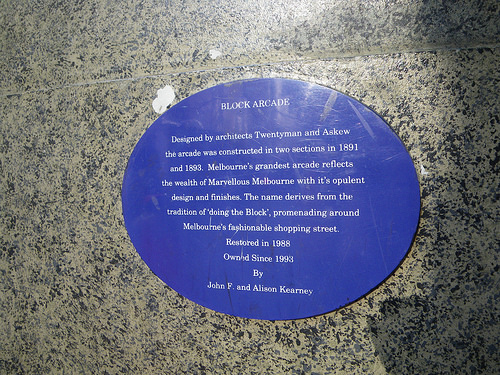 BLOCK ARCADE
Designed by architects Twentyman and Askew
the arcade was constructed in two sections in 1891
and 1893. Melbourne's grandest arcade reflects
the wealth of Marvellous Melbourne with it's opulent
design and finishes. The name derives from the
tradition of 'doing the Block', promenading around
Melbourne's fashionable shopping street.
Restored in 1988
Owned Since 1993
By
John F. and Alison Kearney